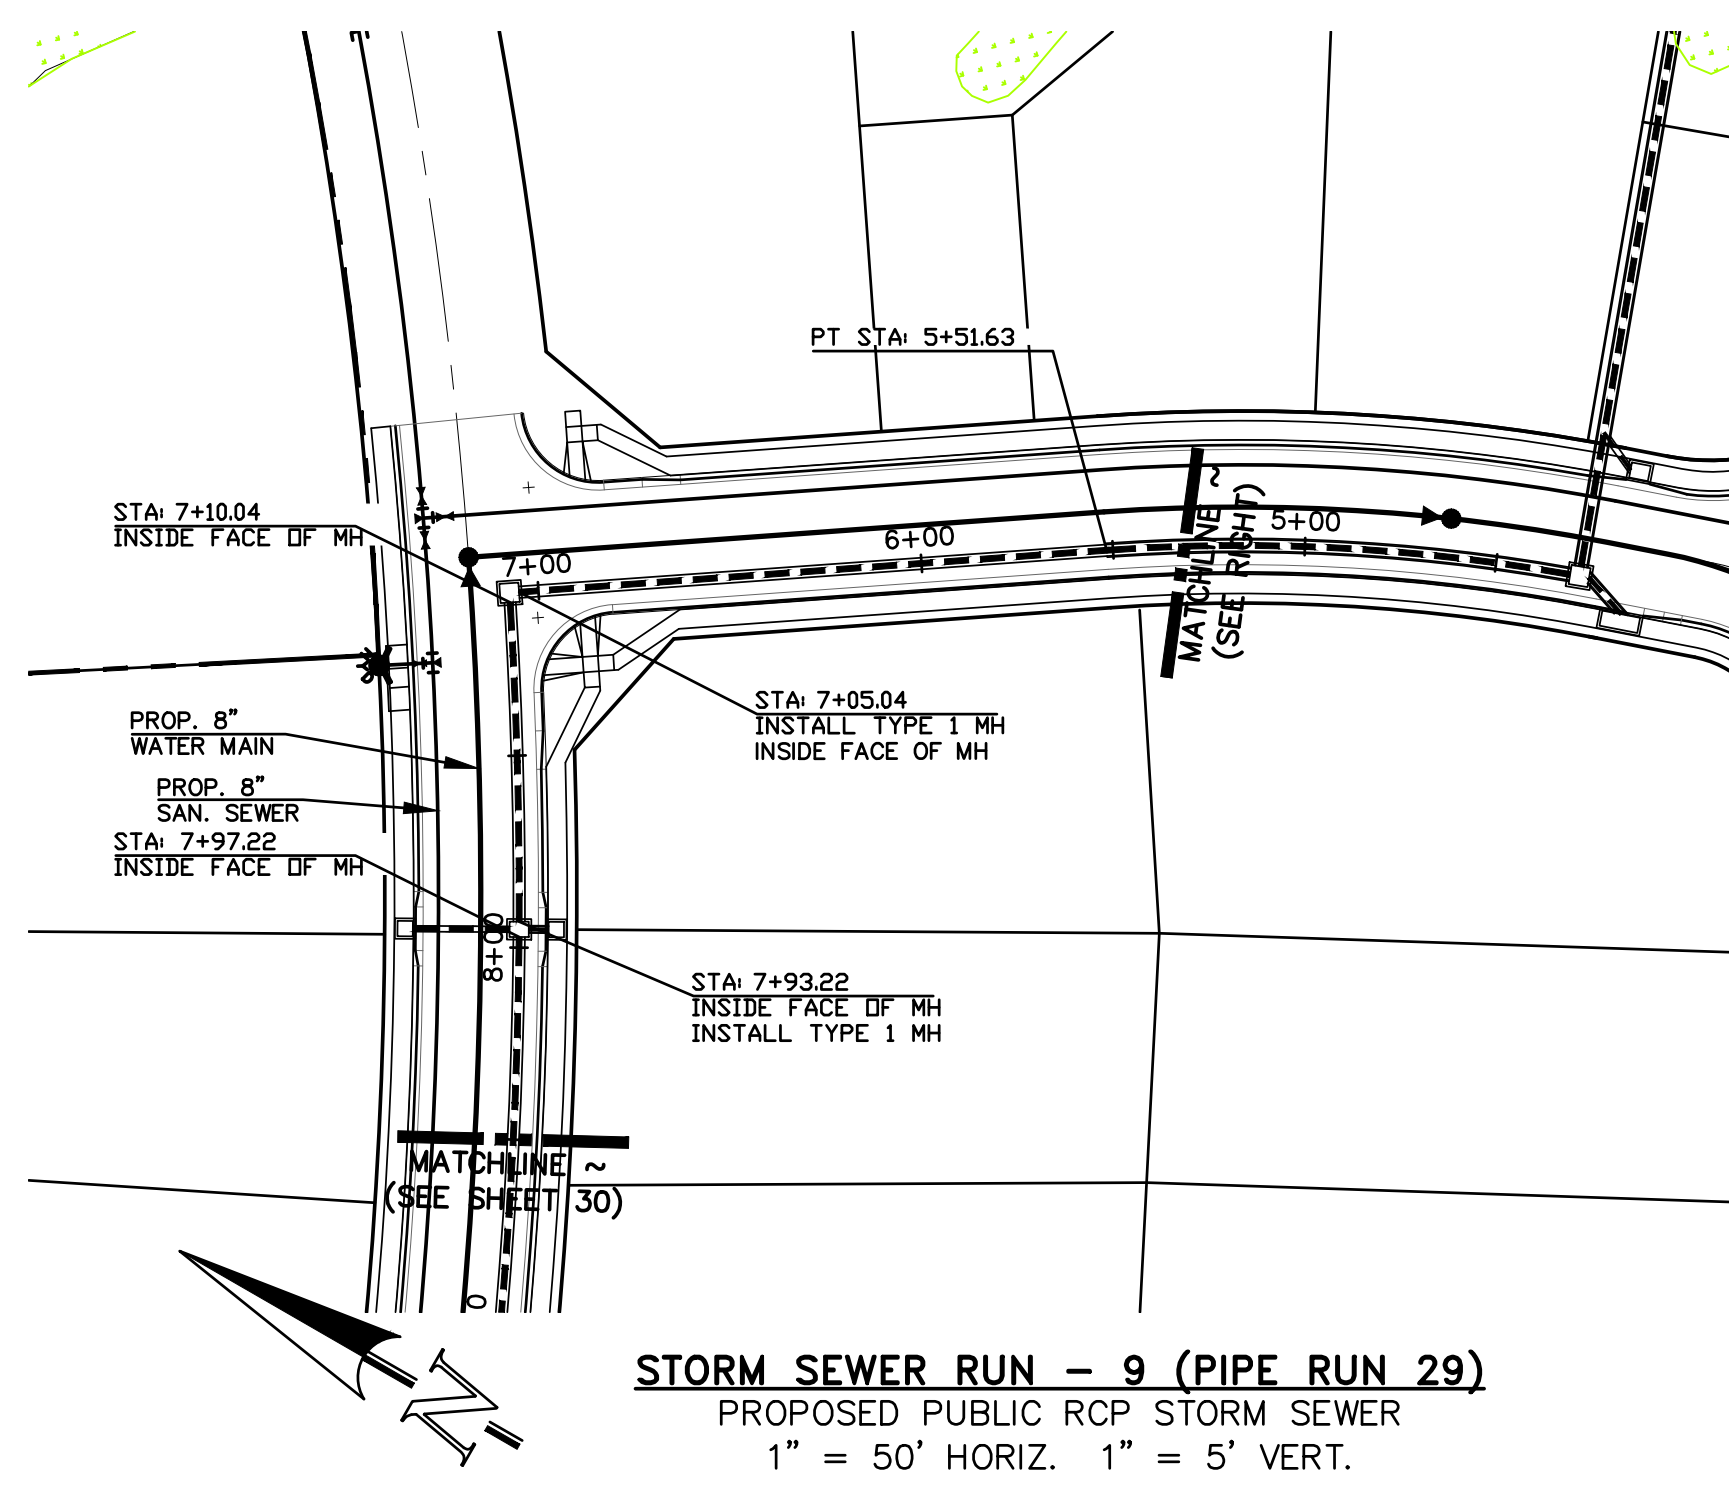 PT STA: 5+51.63
MATCHLINE ~
(SEE RIGHT)
5+00
6+00
7+00
STA: 7+10.04
INSIDE FACE OF MH
STA: 7+05.04
INSTALL TYPE 1 MH
INSIDE FACE OF MH
PROP. 8"
WATER MAIN
PROP. 8"
SAN. SEWER
STA: 7+97.22
INSIDE FACE OF MH
8+00
STA: 7+93.22
INSIDE FACE OF MH
INSTALL TYPE 1 MH
MATCHLINE ~
(SEE SHEET 30)
0
N
STORM SEWER RUN - 9 (PIPE RUN 29)
PROPOSED PUBLIC RCP STORM SEWER
1" = 50' HORIZ. 1" = 5' VERT.